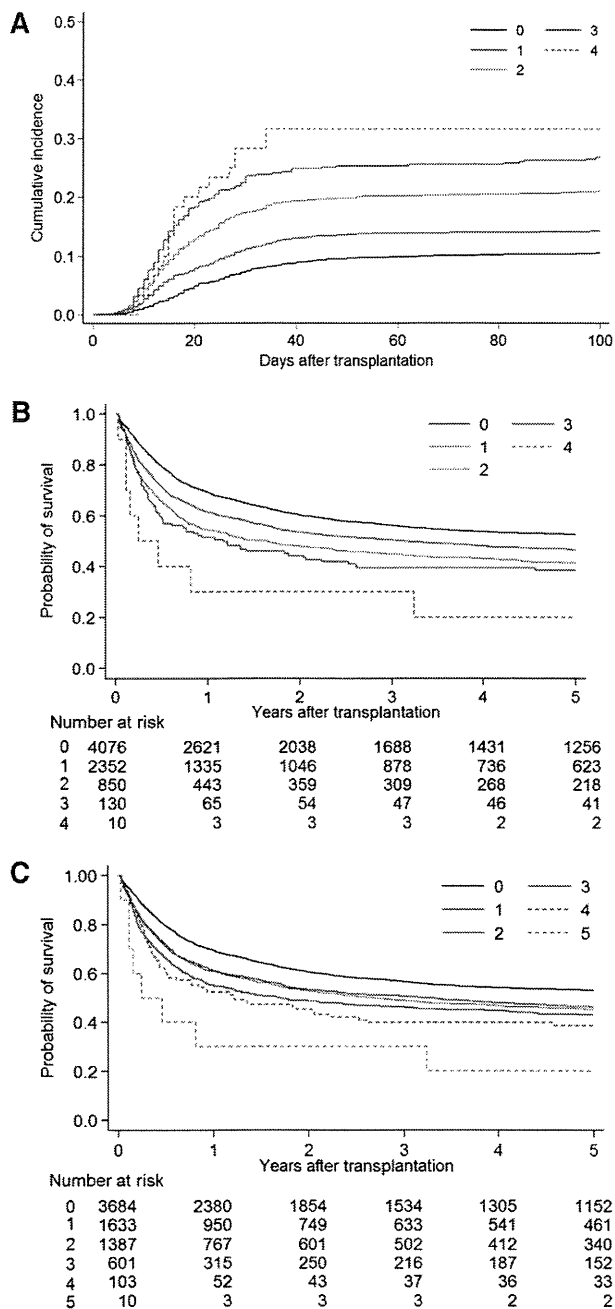 A
0.5
0.4
0.3
0.2
0.1
0.0
Cumulative incidence
0 3
1 4
2
0 20 40 60 80 100
Days after transplantation
B
1.0
0.8
0.6
0.4
0.2
0.0
Probability of survival
0 3
1 4
2
0 1 2 3 4 5
Years after transplantation
Number at risk
0 4076 2621 2038 1688 1431 1256
1 2352 1335 1046 878 736 623
2 850 443 359 309 268 218
3 130 65 54 47 46 41
4 10 3 3 3 2 2
C
1.00
0.8
0.6
0.4
0.2
0.0
Probability of survival
0 3
1 4
2 5
0 1 2 3 4 5
Years after transplantation
Number at risk
0 3684 2380 1854 1534 1305 1152
1 1633 950 749 633 541 461
2 1387 767 601 502 412 340
3 601 315 250 216 187 152
4 103 52 43 37 36 33
5 10 3 3 3 2 2